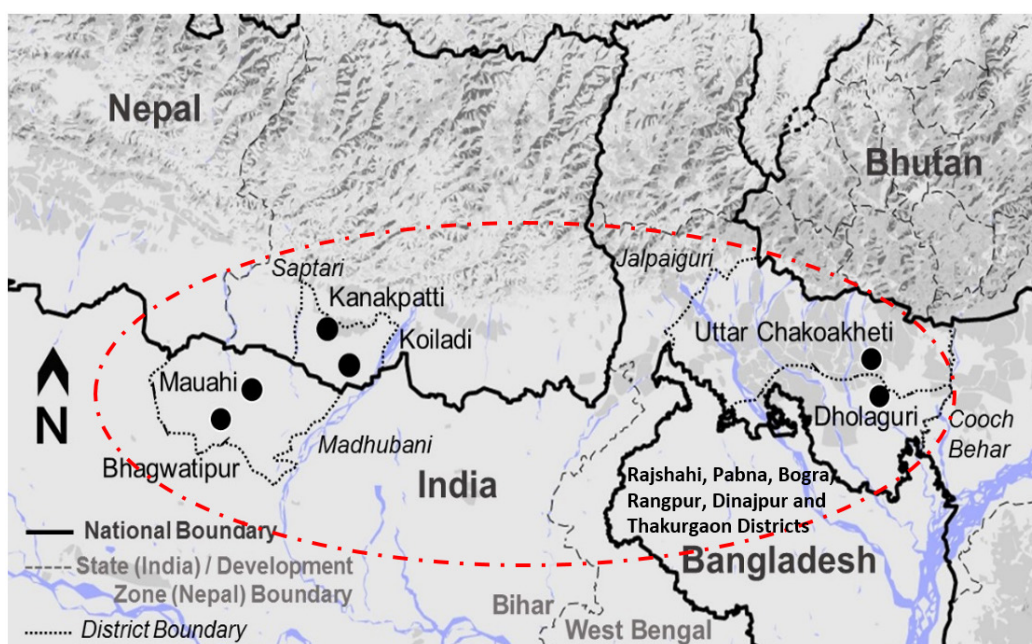 Nepal
Bhutan
Saptari
Jalpaiguri
Kanakpatti
Koiladi
Uttar Chakoakheti
Mauahi
N
Dholaguri
Cooch
Behar
Madhubani
Bhagwatipur
India
Rajshahi, Pabna, Bogra,
Rangpur, Dinajpur and
Thakurgaon Districts
Bangladesh
National Boundary
State (India) / Development
Zone (Nepal) Boundary
Bihar
West Bengal
District Boundary